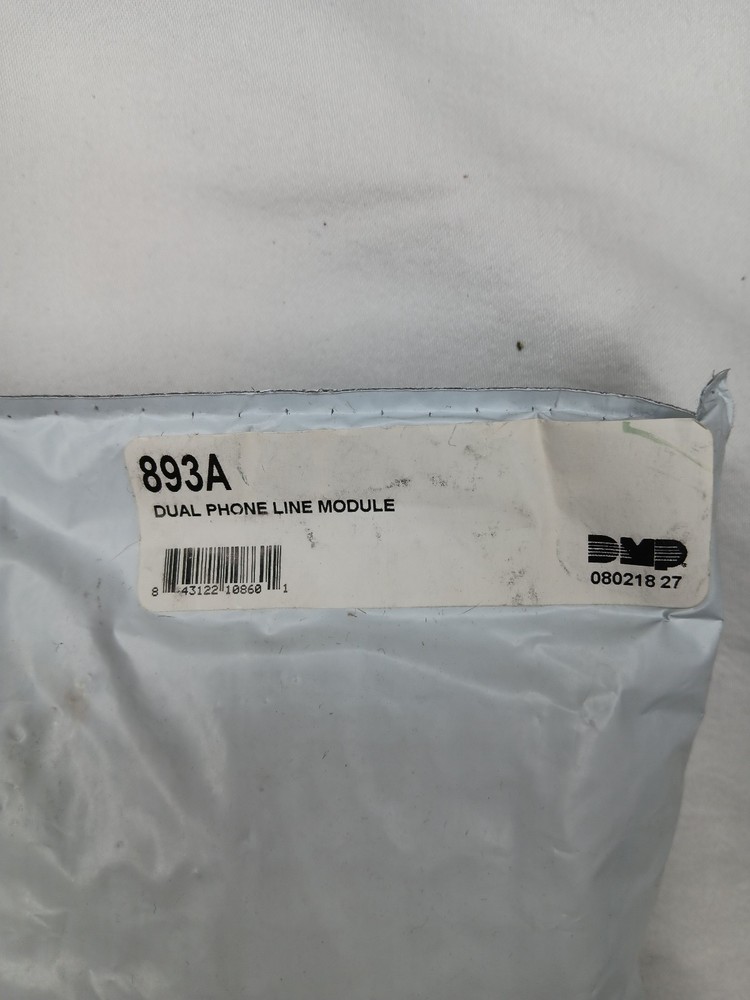 893A
DUAL PHONE LINE MODULE
8 43122 10860 1
DMP
080218 27